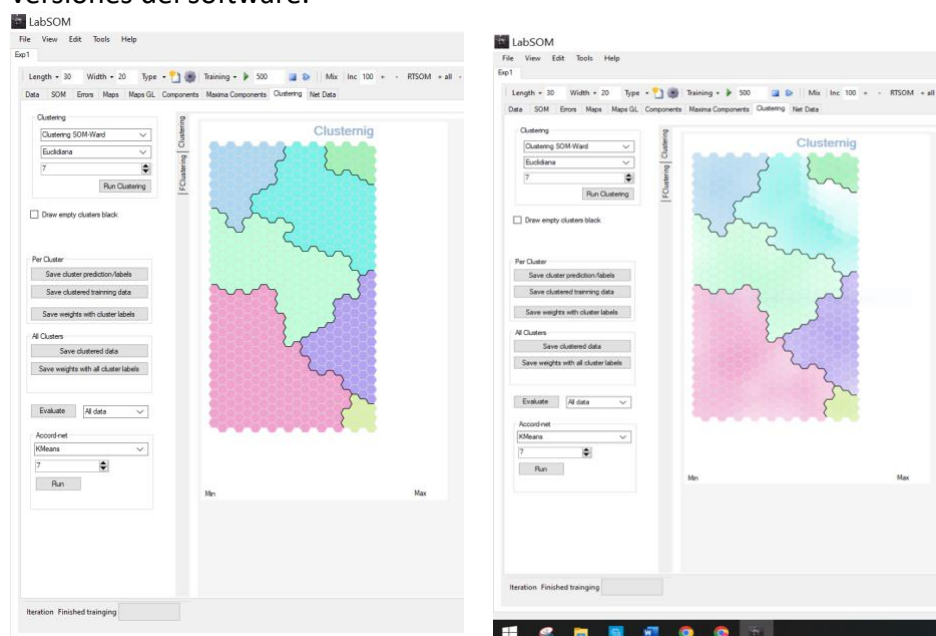 versiones del software.
LabSOM
File View Edit Tools Help
Exp1
Length - 30 Width - 20 Type - Training - 500 Mix Inc 100 + - RTSOM + all -
Data SOM Errors Maps Maps GL Components Maxima Components Clustering Net Data
Clustering
Clustering SOM-Ward
Euclidiana
7
Run Clustering
Draw empty clusters black
Per Cluster
Save cluster prediction/labels
Save clustered trainning data
Save weights with cluster labels
All Clusters
Save clustered data
Save weights with all cluster labels
Evaluate All data
Accord-net
KMeans
7
Run
Clustering
FClustering
Clusternig
Min Max
Iteration Finished trainging
LabSOM
File View Edit Tools Help
Exp1
Length - 30 Width - 20 Type - Training - 500 Mix Inc 100 + - RTSOM + all
Data SOM Errors Maps Maps GL Components Maxima Components Clustering Net Data
Clustering
Clustering SOM-Ward
Euclidiana
7
Run Clustering
Draw empty clusters black
Per Cluster
Save cluster prediction/labels
Save clustered trainning data
Save weights with cluster labels
All Clusters
Save clustered data
Save weights with all cluster labels
Evaluate All data
Accord-net
KMeans
7
Run
Clustering
FClustering
Clusternig
Min Max
Iteration Finished trainging